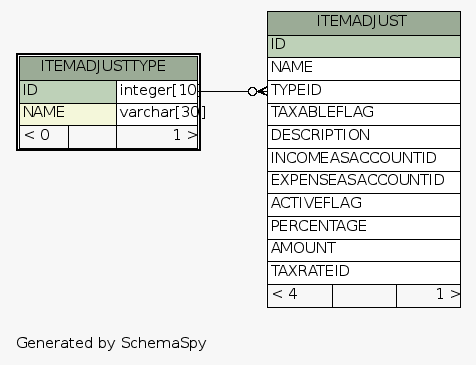 ITEMADJUSTTYPE
ID integer[10]
NAME varchar[30]
< 0 1 >
ITEMADJUST
ID
NAME
TYPEID
TAXABLEFLAG
DESCRIPTION
INCOMEASACCOUNTID
EXPENSEASACCOUNTID
ACTIVEFLAG
PERCENTAGE
AMOUNT
TAXRATEID
< 4 1 >
Generated by SchemaSpy